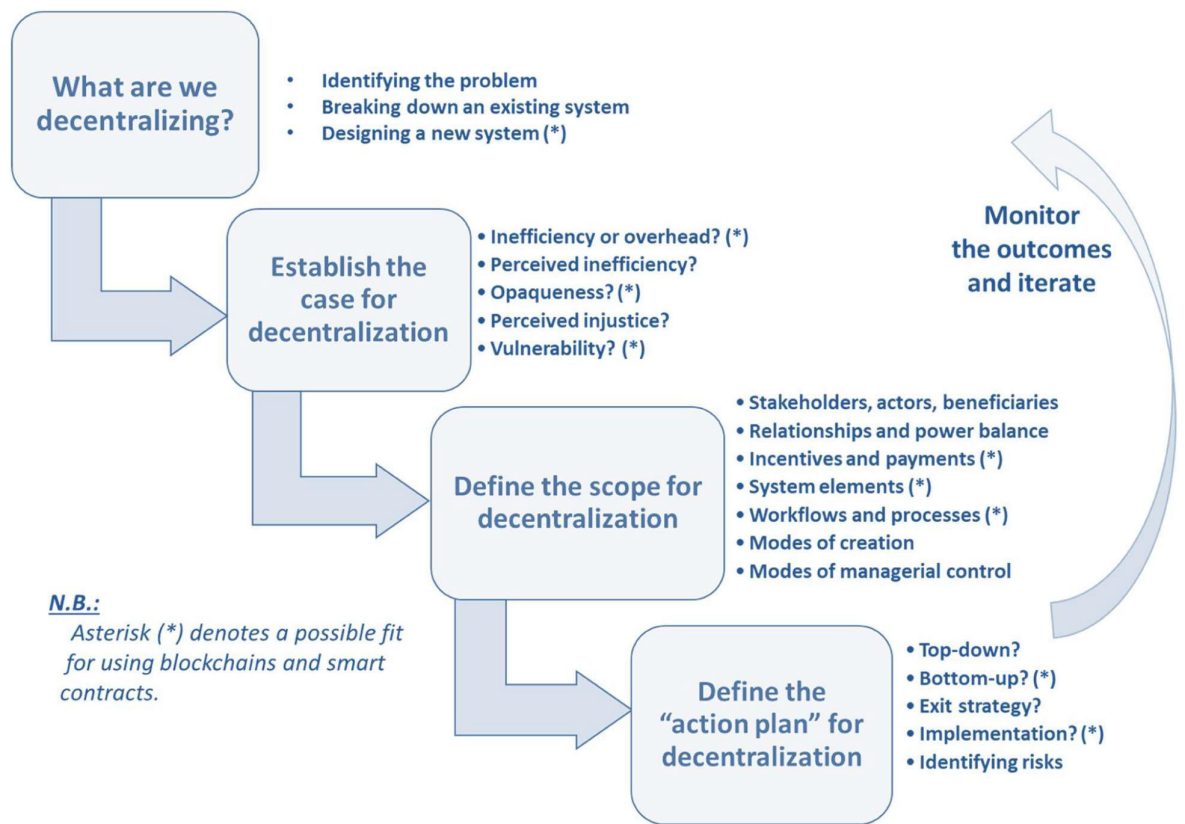 What are we
decentralizing?
• Identifying the problem
• Breaking down an existing system
• Designing a new system (*)
Establish the
case for
decentralization
• Inefficiency or overhead? (*)
• Perceived inefficiency?
• Opaqueness? (*)
• Perceived injustice?
• Vulnerability? (*)
Monitor
the outcomes
and iterate
Define the scope for
decentralization
• Stakeholders, actors, beneficiaries
• Relationships and power balance
• Incentives and payments (*)
• System elements (*)
• Workflows and processes (*)
• Modes of creation
• Modes of managerial control
N.B.:
Asterisk (*) denotes a possible fit
for using blockchains and smart
contracts.
Define the
“action plan” for
decentralization
• Top-down?
• Bottom-up? (*)
• Exit strategy?
• Implementation? (*)
• Identifying risks